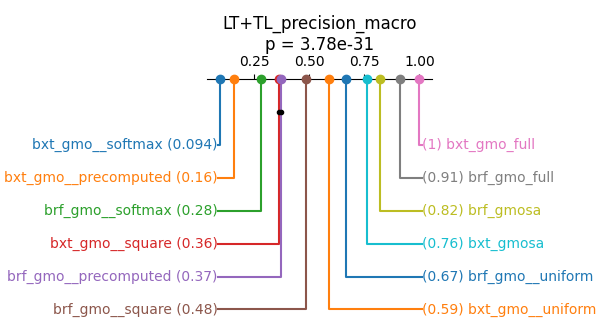 LT+TL_precision_macro
p = 3.78e-31
0.25 0.50 0.75 1.00
bxt_gmo__softmax (0.094) (1) bxt_gmo_full
bxt_gmo__precomputed (0.16) (0.91) brf_gmo_full
brf_gmo__softmax (0.28) (0.82) brf_gmosa
bxt_gmo__square (0.36) (0.76) bxt_gmosa
brf_gmo__precomputed (0.37) (0.67) brf_gmo__uniform
brf_gmo__square (0.48) (0.59) bxt_gmo__uniform